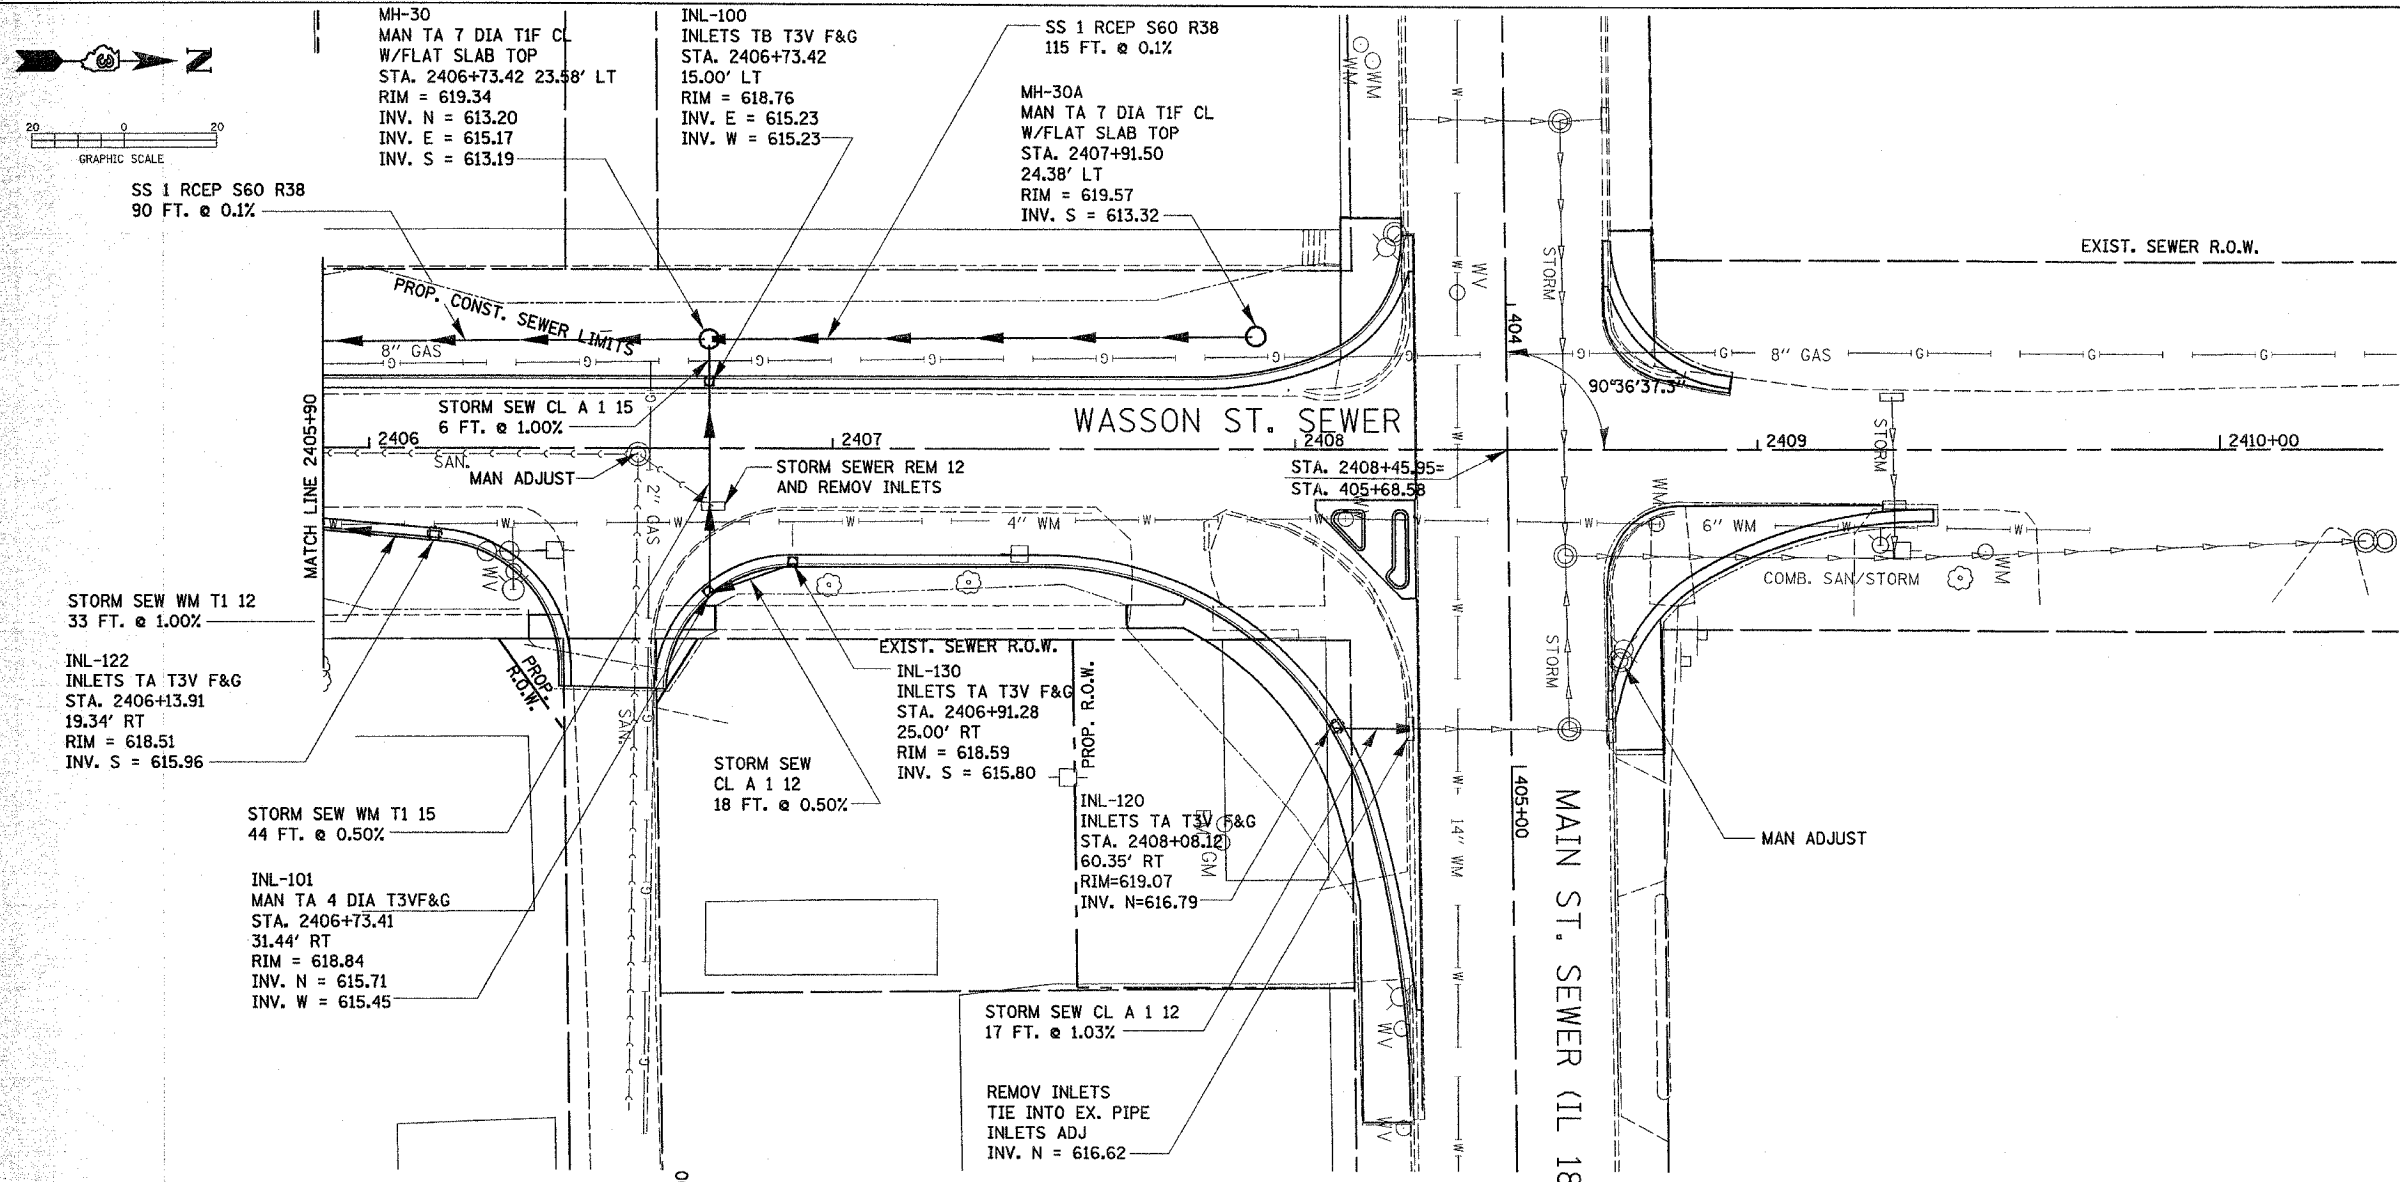 MH-30
MAN TA 7 DIA T1F CL
W/FLAT SLAB TOP
STA. 2406+73.42 23.58' LT
RIM = 619.34
INV. N = 613.20
INV. E = 615.17
INV. S = 613.19
INL-100
INLETS TB T3V F&G
STA. 2406+73.42
15.00' LT
RIM = 618.76
INV. E = 615.23
INV. W = 615.23
SS 1 RCEP S60 R38
115 FT. @ 0.1%
MH-30A
MAN TA 7 DIA T1F CL
W/FLAT SLAB TOP
STA. 2407+91.50
24.38' LT
RIM = 619.57
INV. S = 613.32
N
20 0 20
GRAPHIC SCALE
SS 1 RCEP S60 R38
90 FT. @ 0.1%
WM
WM
WV
STORM
EXIST. SEWER R.O.W.
PROP. CONST. SEWER LIMITS
8" GAS
8" GAS
404
90°36'37.3"
MATCH LINE 2405+90
STORM SEW CL A 1 15
6 FT. @ 1.00%
WASSON ST. SEWER
2406
2407
2408
2409
2410+00
SAN.
MAN ADJUST
STORM SEWER REM 12
AND REMOV INLETS
STA. 2408+45.95=
STA. 405+68.58
STORM
2" GAS
4" WM
6" WM
WM
WV
COMB. SAN/STORM
WM
STORM SEW WM T1 12
33 FT. @ 1.00%
INL-122
INLETS TA T3V F&G
STA. 2406+13.91
19.34' RT
RIM = 618.51
INV. S = 615.96
PROP.
R.O.W.
SAN.
EXIST. SEWER R.O.W.
INL-130
INLETS TA T3V F&G
STA. 2406+91.28
25.00' RT
RIM = 618.59
INV. S = 615.80
PROP. R.O.W.
STORM
STORM SEW
CL A 1 12
18 FT. @ 0.50%
STORM SEW WM T1 15
44 FT. @ 0.50%
INL-120
INLETS TA T3V F&G
STA. 2408+08.12
60.35' RT
RIM=619.07
INV. N=616.79
GM
14" WM
405+00
MAIN ST. SEWER (IL 18
MAN ADJUST
INL-101
MAN TA 4 DIA T3VF&G
STA. 2406+73.41
31.44' RT
RIM = 618.84
INV. N = 615.71
INV. W = 615.45
STORM SEW CL A 1 12
17 FT. @ 1.03%
WV
REMOV INLETS
TIE INTO EX. PIPE
INLETS ADJ
INV. N = 616.62
WV